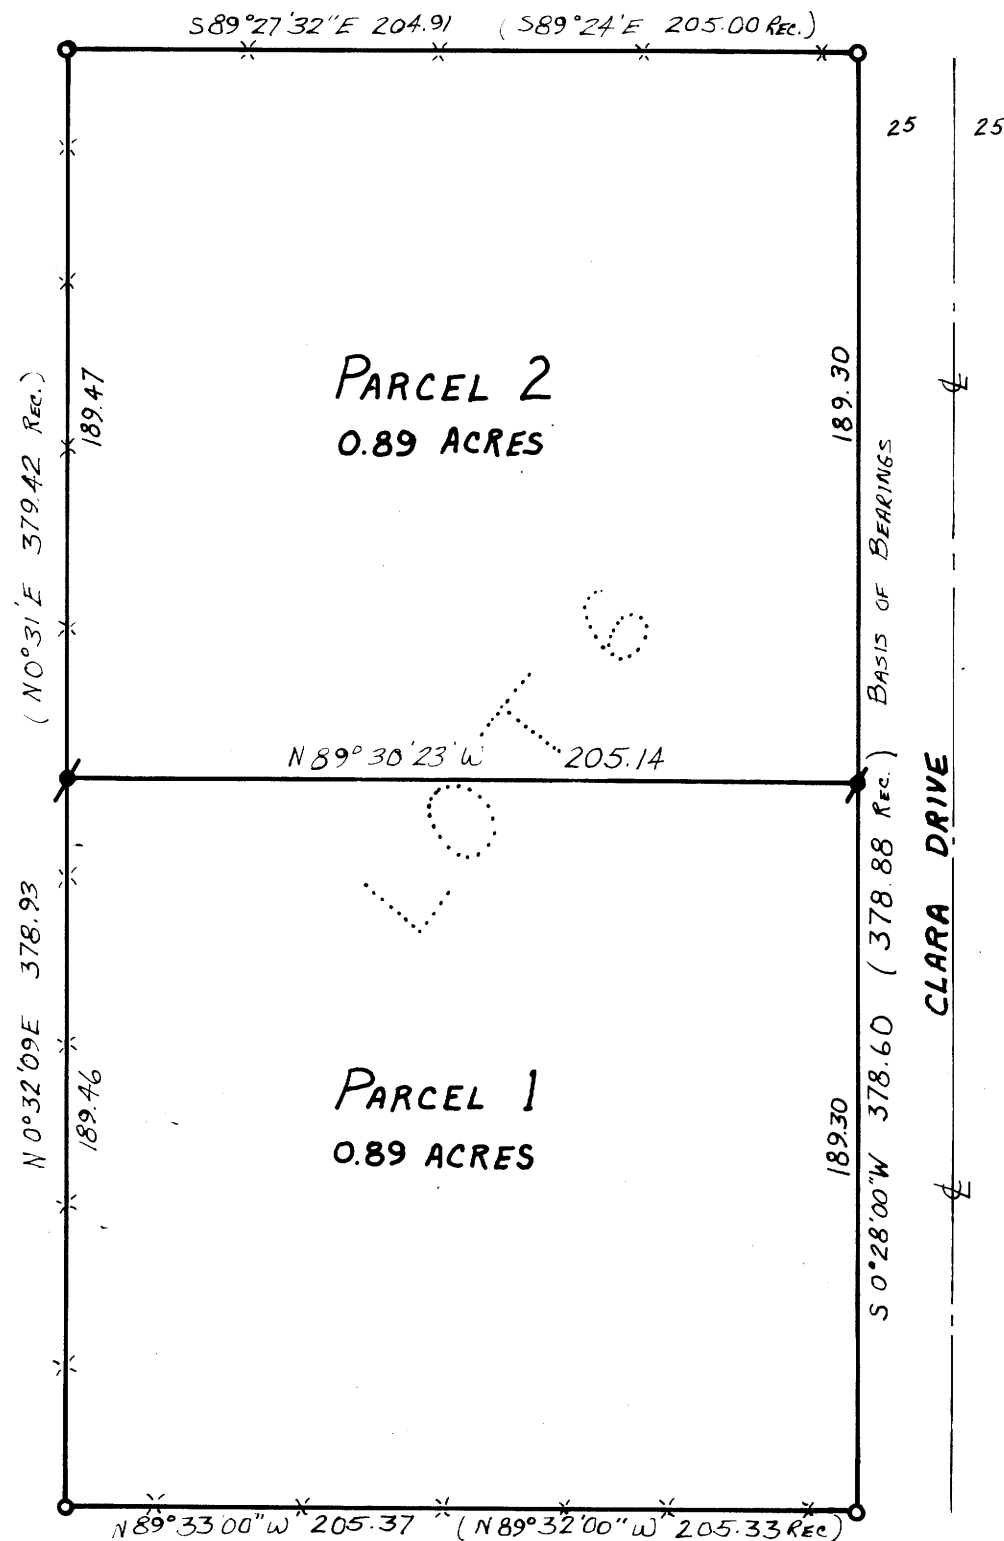 S89°27'32"E 204.91 (S89°24'E 205.00 REC.)
25 25
PARCEL 2
0.89 ACRES
189.47
(N0°31'E 379.42 REC.)
189.30
BASIS OF BEARINGS
LOT 6
N89°30'23'W 205.14
CLARA DRIVE
N0°32'09E 378.93
189.46
PARCEL 1
0.89 ACRES
189.30
S0°28'00"W 378.60 (378.88 REC.)
N89°33'00"W 205.37 (N89°32'00"W 205.33 REC)